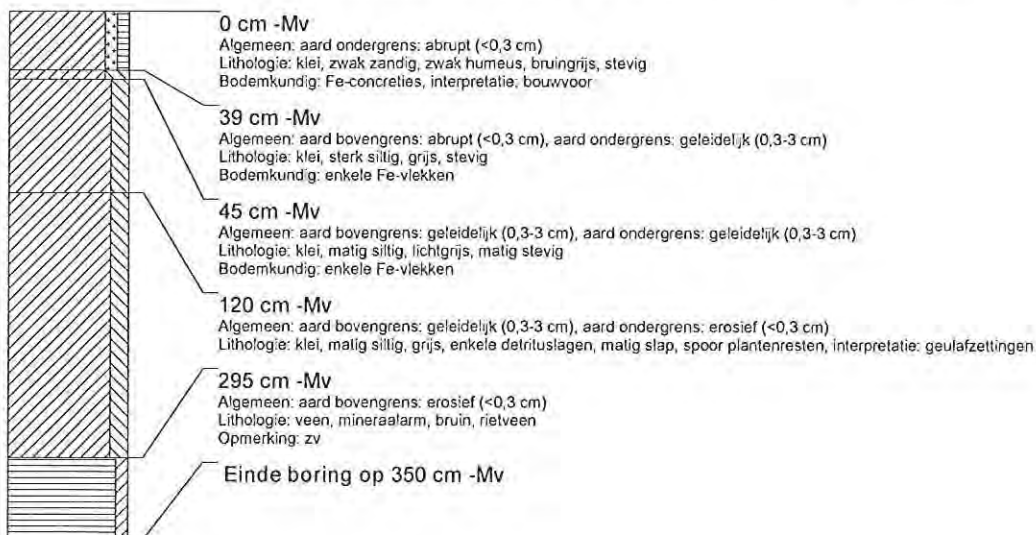 0 cm -Mv
Algemeen: aard ondergrens: abrupt (<0,3 cm)
Lithologie: klei, zwak zandig, zwak humeus, bruingrijs, stevig
Bodemkundig: Fe-concreties, interpretatie: bouwvoor
39 cm -Mv
Algemeen: aard bovengrens: abrupt (<0,3 cm), aard ondergrens: geleidelijk (0,3-3 cm)
Lithologie: klei, sterk siltig, grijs, stevig
Bodemkundig: enkele Fe-vlekken
45 cm -Mv
Algemeen: aard bovengrens: geleidelijk (0,3-3 cm), aard ondergrens: geleidelijk (0,3-3 cm)
Lithologie: klei, matig siltig, lichtgrijs, matig stevig
Bodemkundig: enkele Fe-vlekken
120 cm -Mv
Algemeen: aard bovengrens: geleidelijk (0,3-3 cm), aard ondergrens: erosief (<0,3 cm)
Lithologie: klei, matig siltig, grijs, enkele detrituslagen, matig slap, spoor plantenresten, interpretatie: geulafzettingen
295 cm -Mv
Algemeen: aard bovengrens: erosief (<0,3 cm)
Lithologie: veen, mineraalarm, bruin, rietveen
Opmerking: zv
Einde boring op 350 cm -Mv